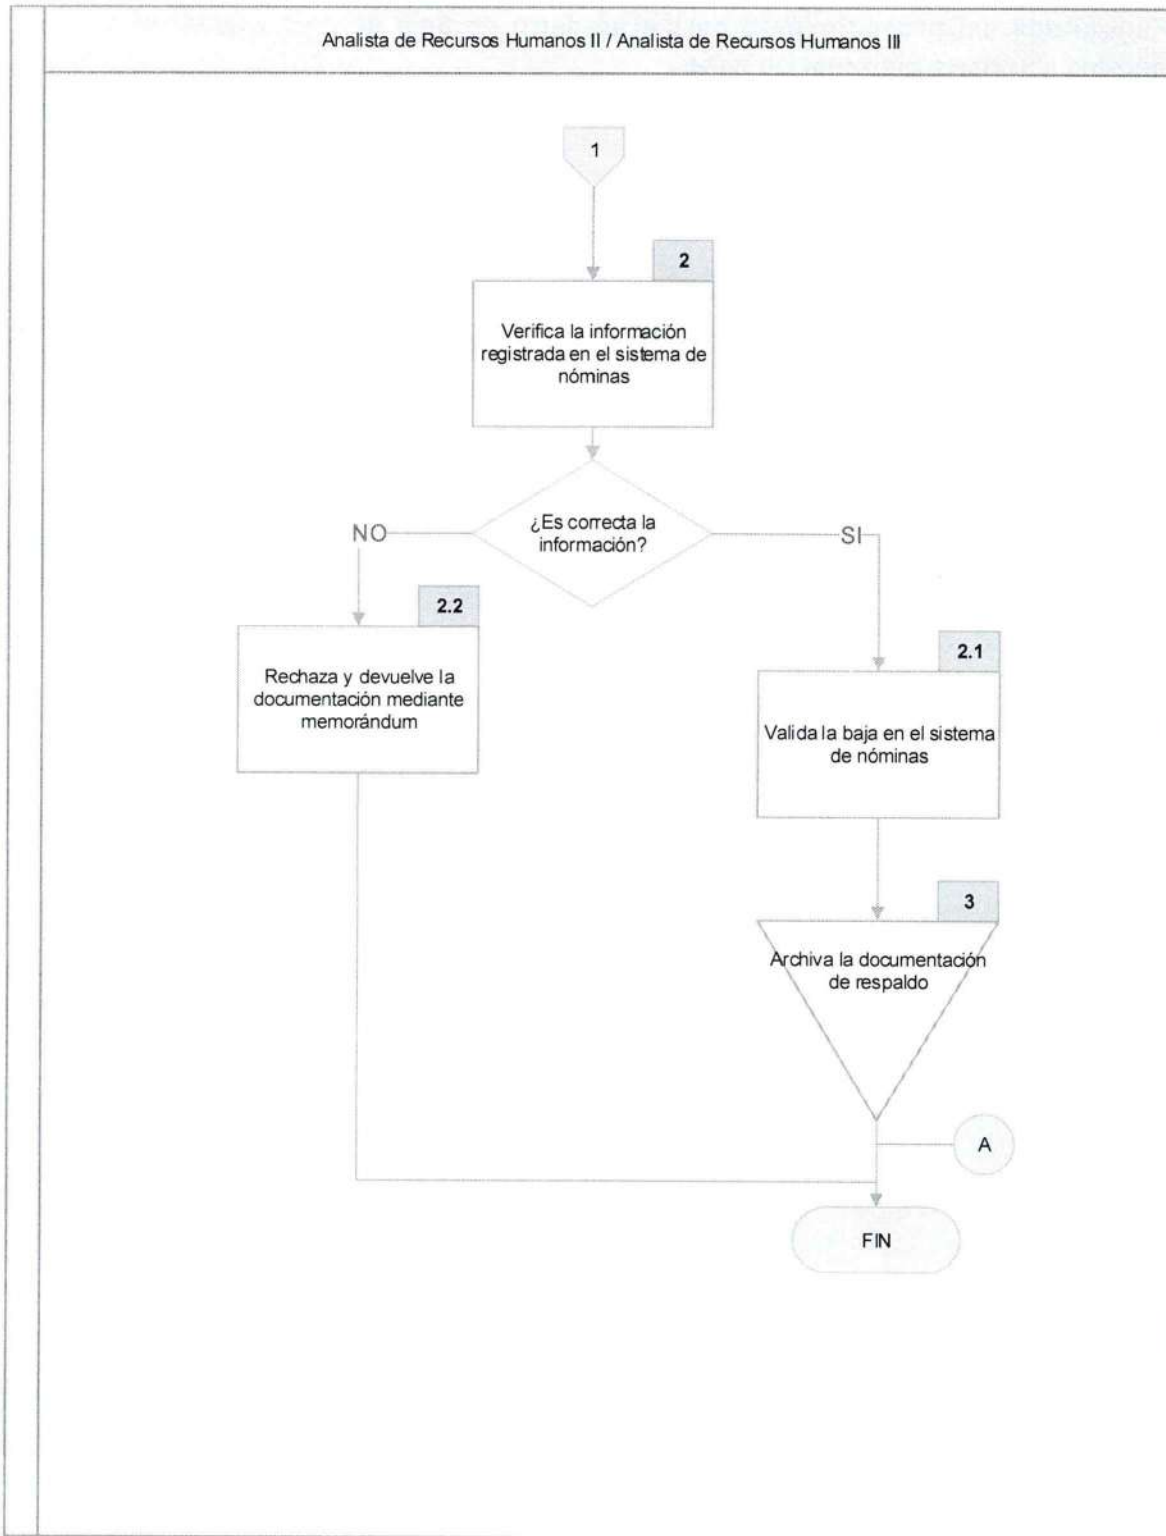 Analista de Recursos Humanos II / Analista de Recursos Humanos III
1
2
Verifica la información
registrada en el sistema de
nóminas
¿Es correcta la
información?
NO
SI
2.2
Rechaza y devuelve la
documentación mediante
memorándum
2.1
Valida la baja en el sistema
de nóminas
3
Archiva la documentación
de respaldo
A
FIN